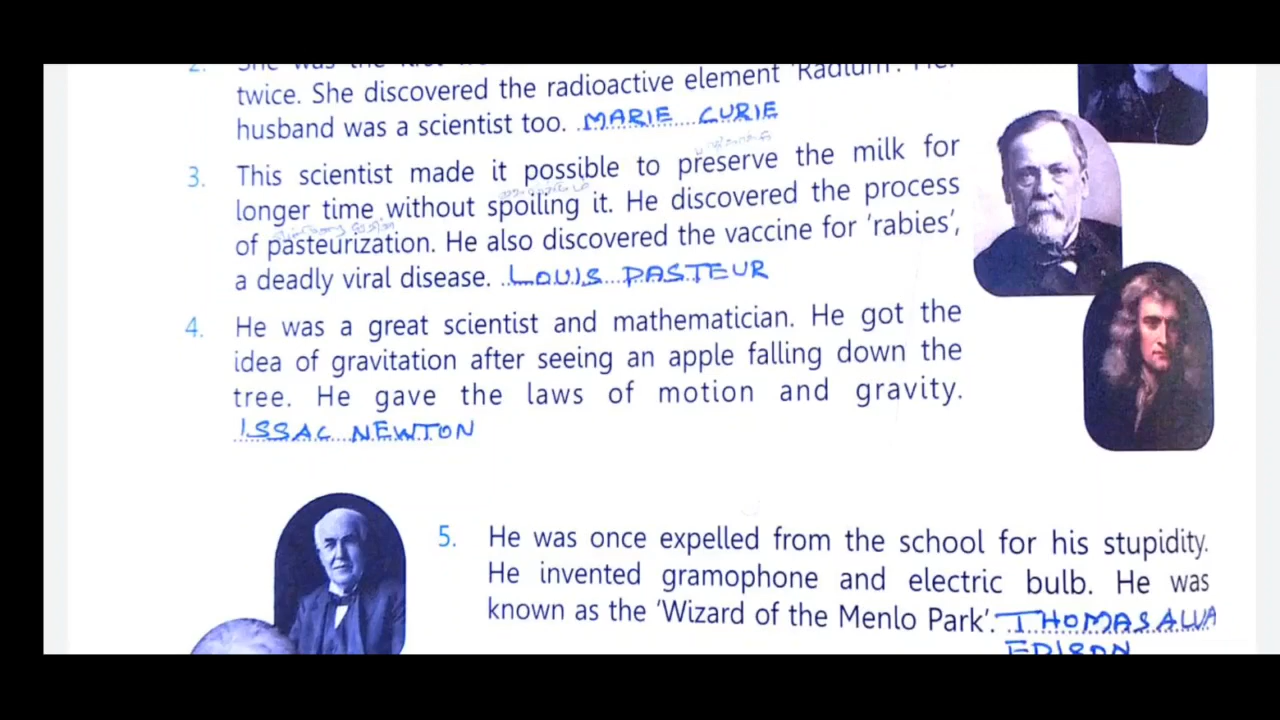 twice. She discovered the radioactive element 'Radium'. Her
husband was a scientist too. MARIE CURIE
3. This scientist made it possible to preserve the milk for
longer time without spoiling it. He discovered the process
of pasteurization. He also discovered the vaccine for 'rabies',
a deadly viral disease. LOUIS PASTEUR
4. He was a great scientist and mathematician. He got the
idea of gravitation after seeing an apple falling down the
tree. He gave the laws of motion and gravity.
ISSAC NEWTON
5. He was once expelled from the school for his stupidity.
He invented gramophone and electric bulb. He was
known as the 'Wizard of the Menlo Park'. THOMAS ALVA
EDISON